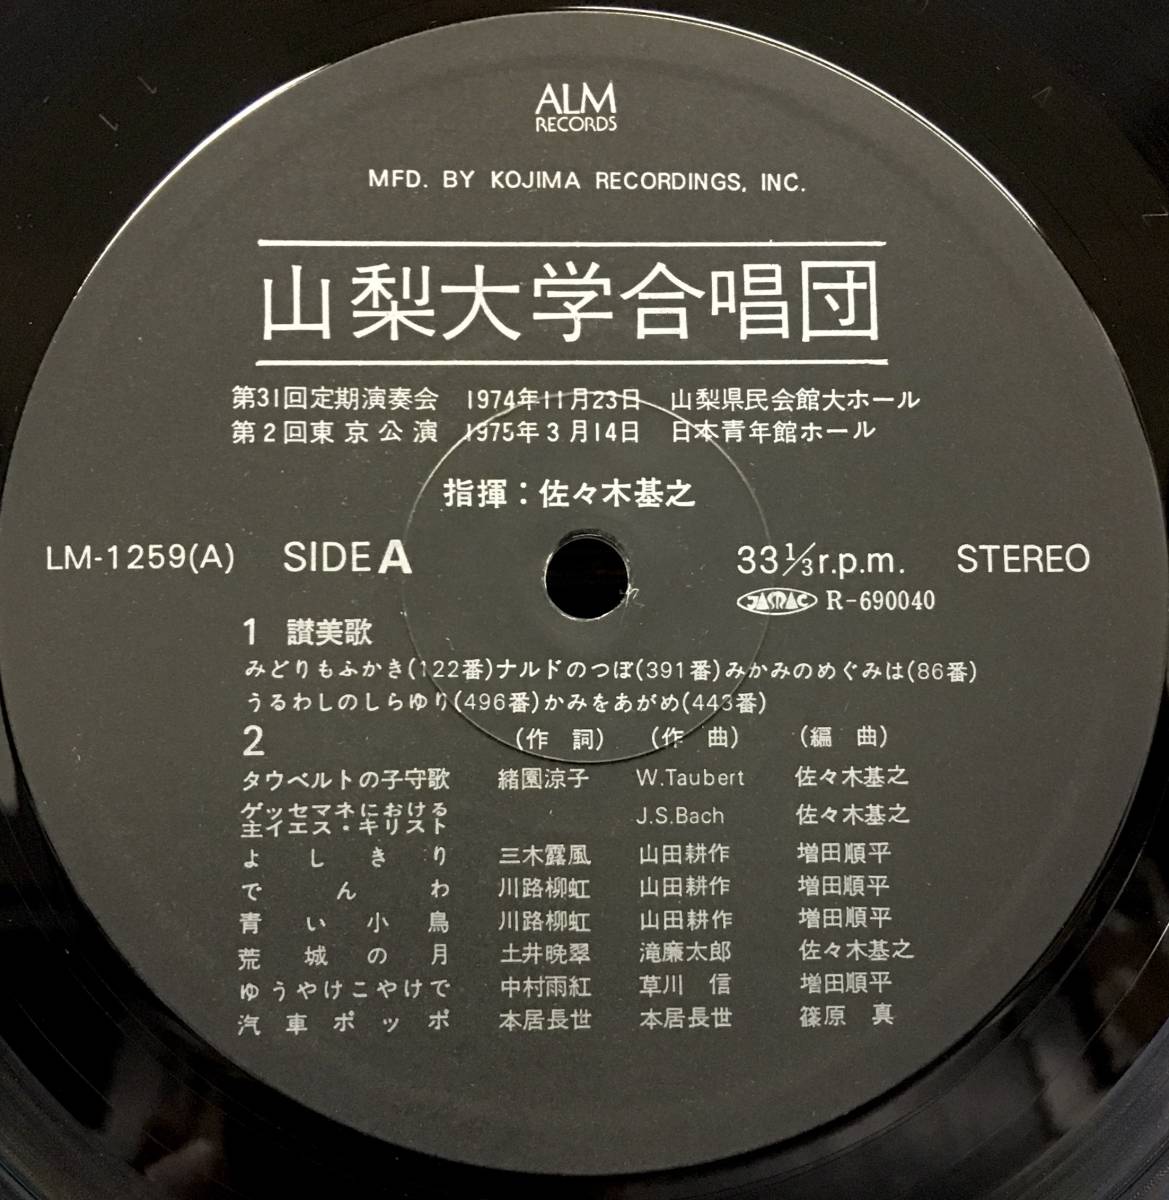 ALM
RECORDS
MFD. BY KOJIMA RECORDINGS, INC.
山梨大学合唱団
第31回定期演奏会 1974年11月23日 山梨県民会館大ホール
第2回東京公演 1975年3月14日 日本青年館ホール
指揮：佐々木基之
LM-1259(A) SIDE A 33⅓r.p.m. STEREO
JASRAC R-690040
1 讃美歌
みどりもふかき(122番)ナルドのつぼ(391番)みかみのめぐみは(86番)
うるわしのしらゆり(496番)かみをあがめ(443番)
2 (作詞) (作曲) (編曲)
タウベルトの子守歌 緒園涼子 W.Taubert 佐々木基之
ゲッセマネにおける
主イエス・キリスト J.S.Bach 佐々木基之
よしきり 三木露風 山田耕作 増田順平
でんわ 川路柳虹 山田耕作 増田順平
青い小鳥 川路柳虹 山田耕作 増田順平
荒城の月 土井晩翠 滝廉太郎 佐々木基之
ゆうやけこやけで 中村雨紅 草川信 増田順平
汽車ポッポ 本居長世 本居長世 篠原真